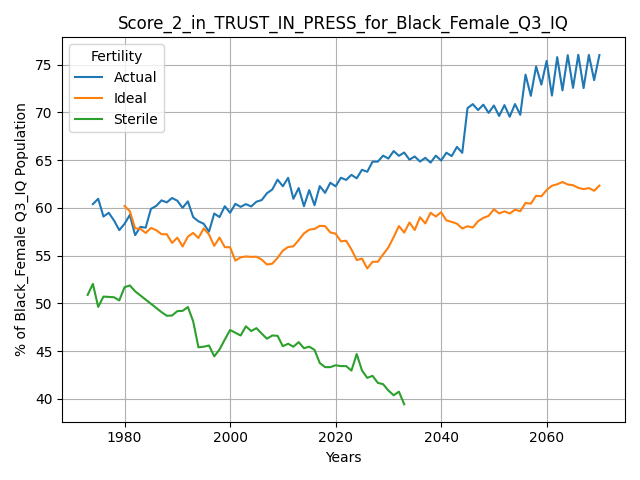 Score_2_in_TRUST_IN_PRESS_for_Black_Female_Q3_IQ
Fertility
Actual
Ideal
Sterile
% of Black_Female Q3_IQ Population
75
70
65
60
55
50
45
40
1980
2000
2020
2040
2060
Years